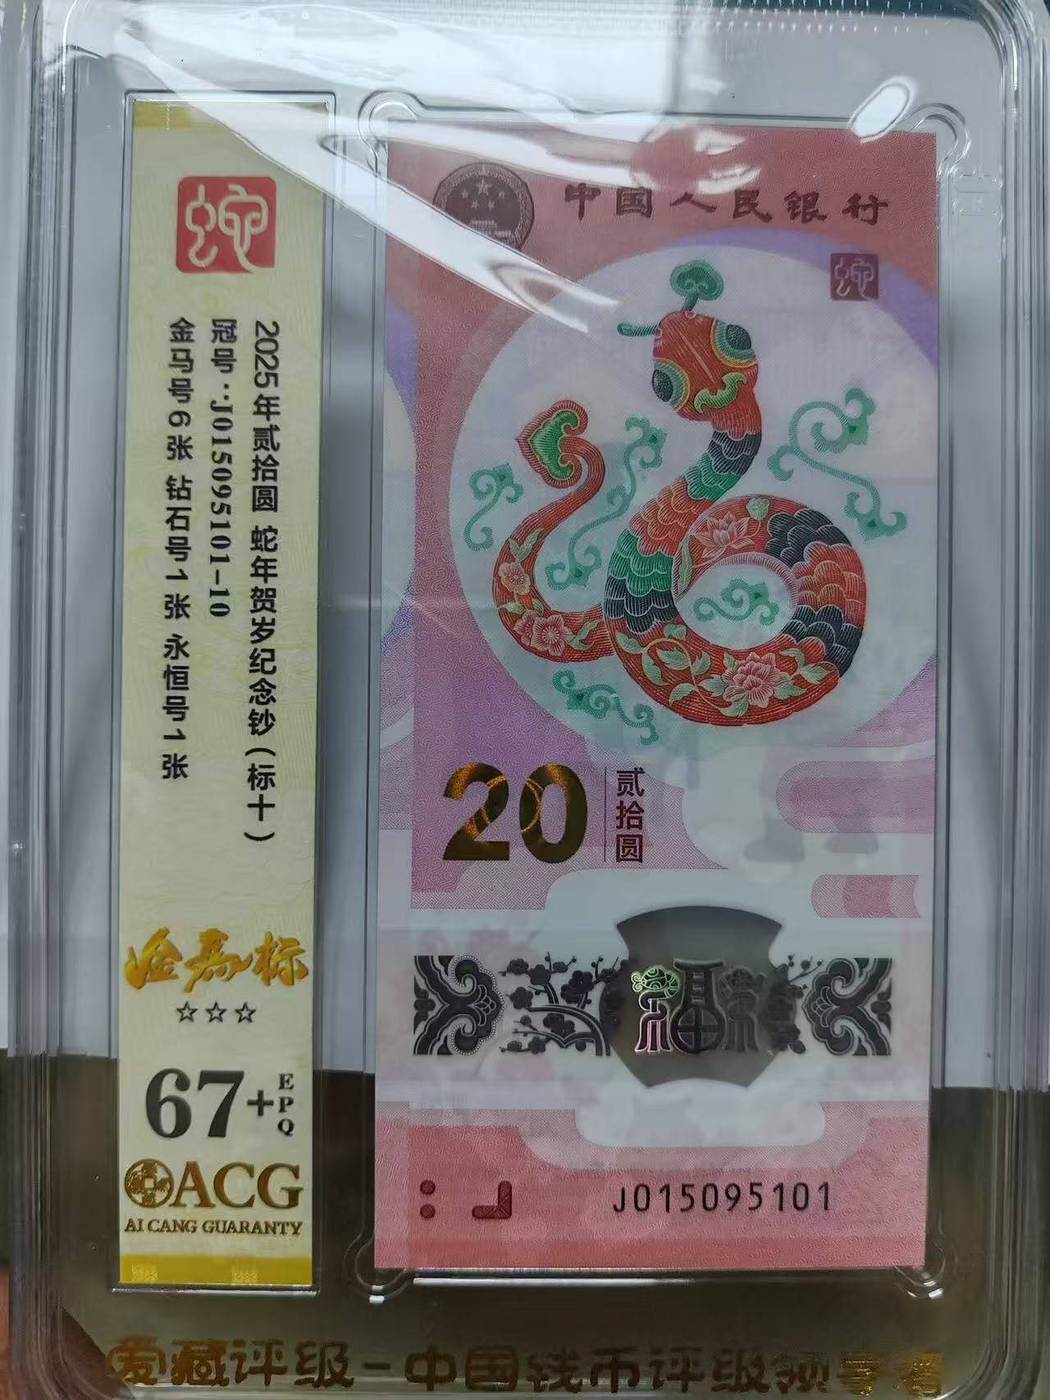 蛇
2025年贰拾圆 蛇年贺岁纪念钞(标十)
冠号:J015095101-10
金马号6张 钻石号1张 永恒号1张
金马标
☆☆☆
67+EPQ
ACG
AI CANG GUARANTY
中国人民银行
蛇
20
贰拾圆
福
J015095101
爱藏评级-中国钱币评级领导者